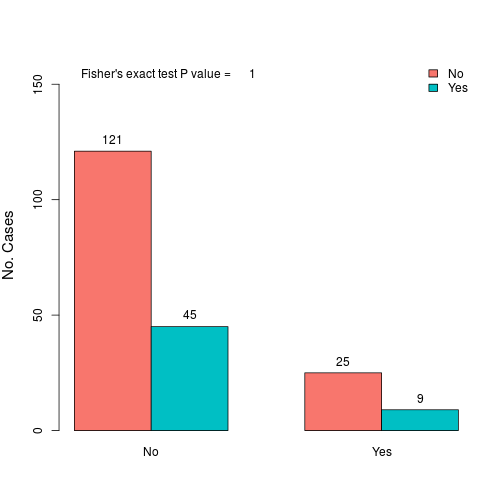 Fisher's exact test P value = 1
No
Yes
No. Cases
150
100
50
0
121
45
25
9
No
Yes